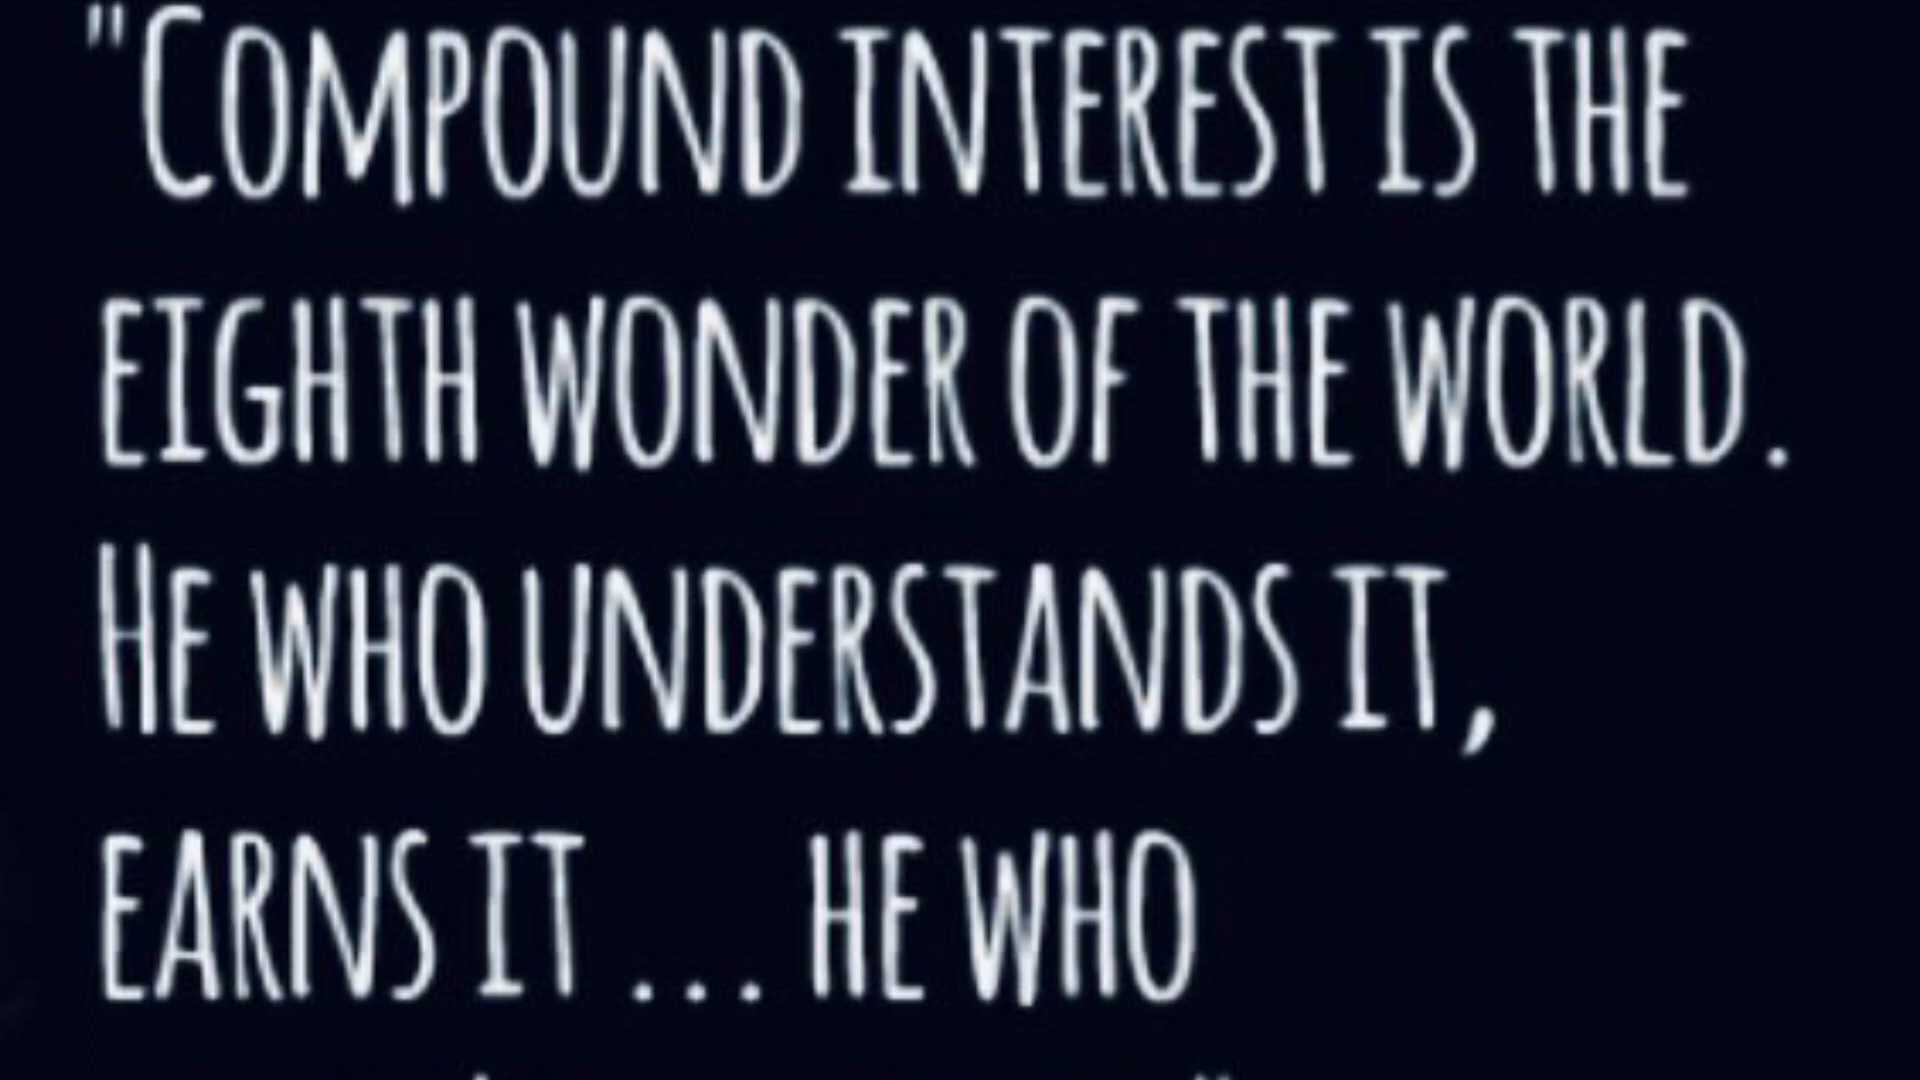 "Compound interest is the
eighth wonder of the world.
He who understands it,
earns it ... he who